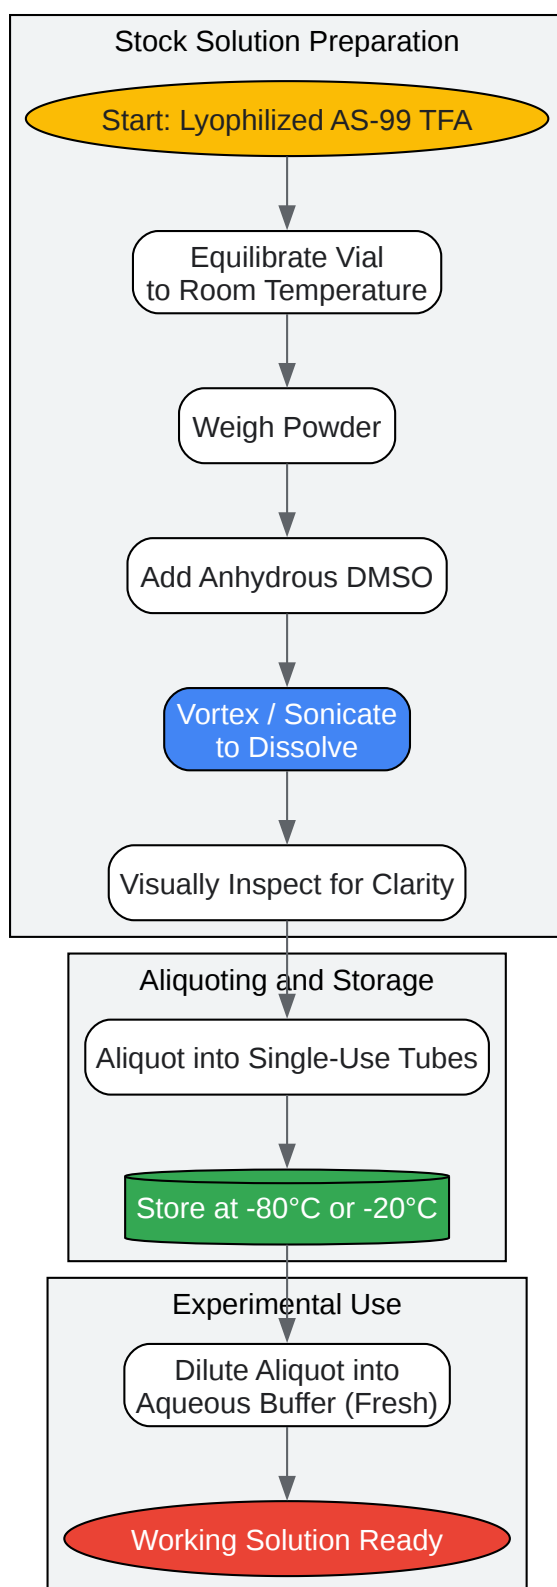 Stock Solution Preparation
Start: Lyophilized AS-99 TFA
Equilibrate Vial
to Room Temperature
Weigh Powder
Add Anhydrous DMSO
Vortex / Sonicate
to Dissolve
Visually Inspect for Clarity
Aliquoting and Storage
Aliquot into Single-Use Tubes
Store at -80°C or -20°C
Experimental Use
Dilute Aliquot into
Aqueous Buffer (Fresh)
Working Solution Ready